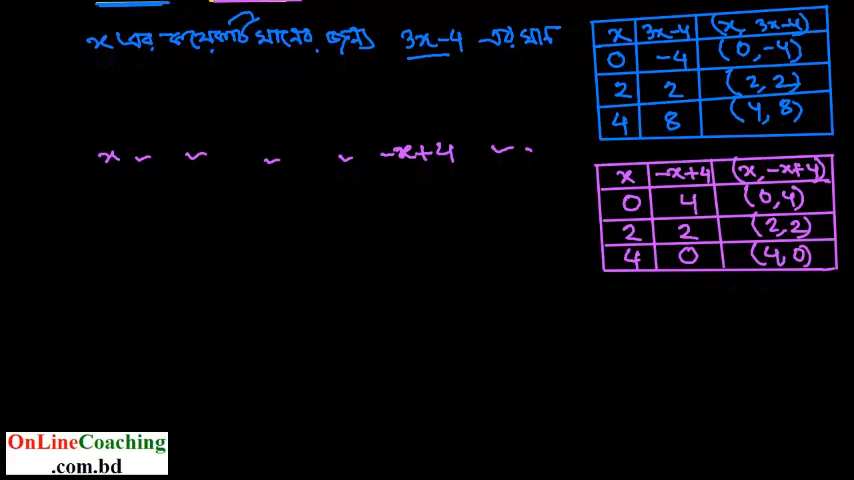 x এর কয়েকটি মানের জন্য 3x-4 এর মান
x 3x-4 (x, 3x-4)
0 -4 (0, -4)
2 2 (2, 2)
4 8 (4, 8)
x 〃 〃 〃 〃 -x+4 〃 〃
x -x+4 (x, -x+4)
0 4 (0, 4)
2 2 (2, 2)
4 0 (4, 0)
OnLineCoaching
.com.bd